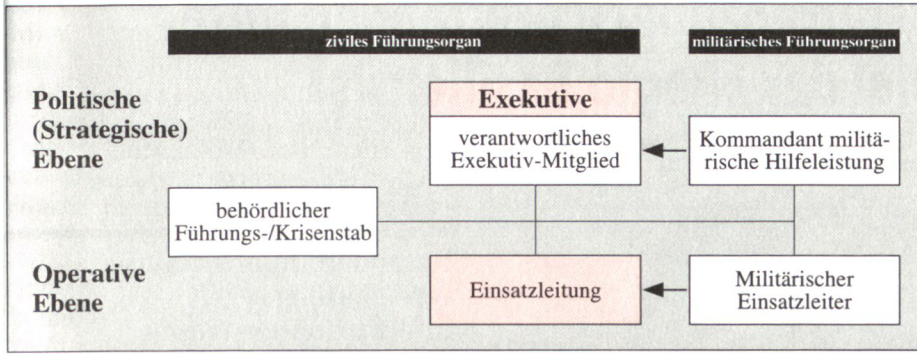 ziviles Führungsorgan
militärisches Führungsorgan
Politische
(Strategische)
Ebene
Exekutive
verantwortliches
Exekutiv-Mitglied
Kommandant militä-
rische Hilfeleistung
behördlicher
Führungs-/Krisenstab
Operative
Ebene
Einsatzleitung
Militärischer
Einsatzleiter